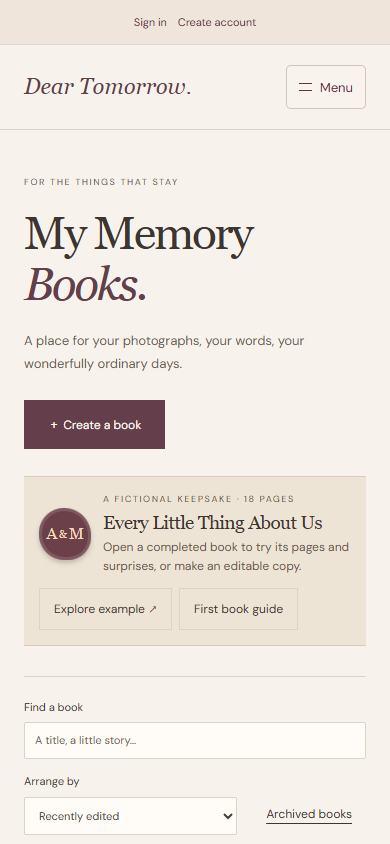 Sign in Create account
Dear Tomorrow.
Menu
FOR THE THINGS THAT STAY
My Memory
Books.
A place for your photographs, your words, your
wonderfully ordinary days.
+ Create a book
A FICTIONAL KEEPSAKE · 18 PAGES
A&M
Every Little Thing About Us
Open a completed book to try its pages and
surprises, or make an editable copy.
Explore example ↗
First book guide
Find a book
A title, a little story…
Arrange by
Recently edited
Archived books